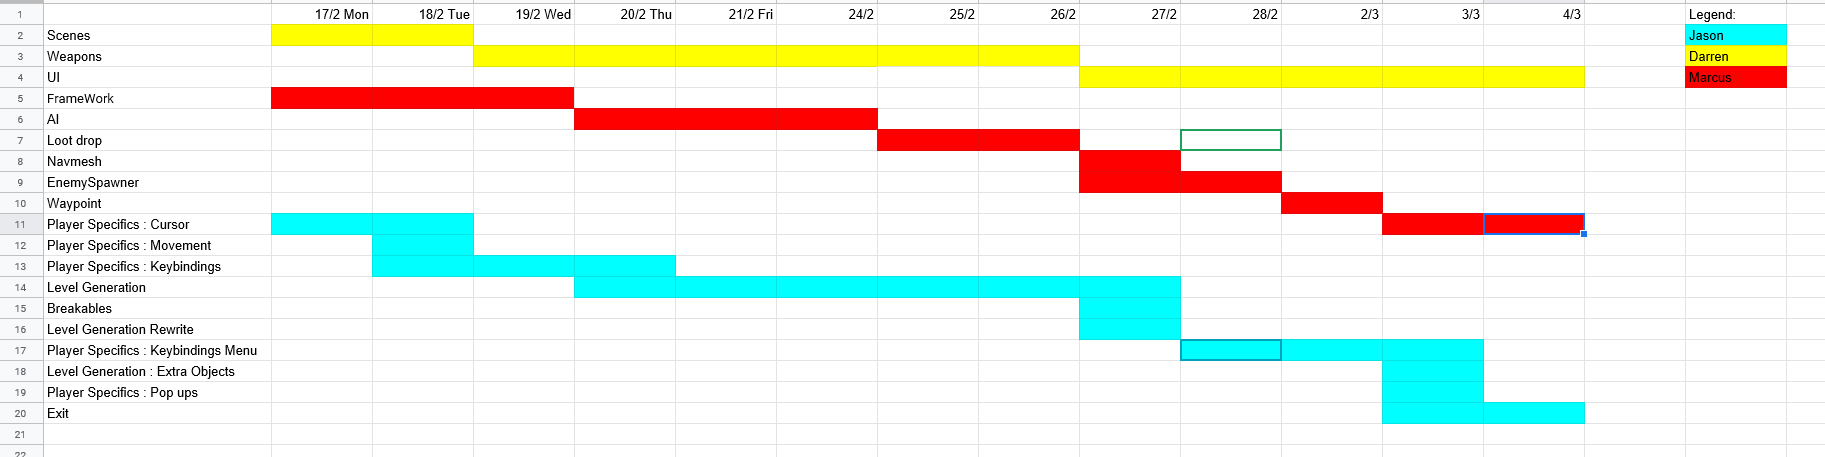 1 17/2 Mon 18/2 Tue 19/2 Wed 20/2 Thu 21/2 Fri 24/2 25/2 26/2 27/2 28/2 2/3 3/3 4/3 Legend:
2 Scenes Jason
3 Weapons Darren
4 UI Marcus
5 FrameWork
6 AI
7 Loot drop
8 Navmesh
9 EnemySpawner
10 Waypoint
11 Player Specifics : Cursor
12 Player Specifics : Movement
13 Player Specifics : Keybindings
14 Level Generation
15 Breakables
16 Level Generation Rewrite
17 Player Specifics : Keybindings Menu
18 Level Generation : Extra Objects
19 Player Specifics : Pop ups
20 Exit
21
22